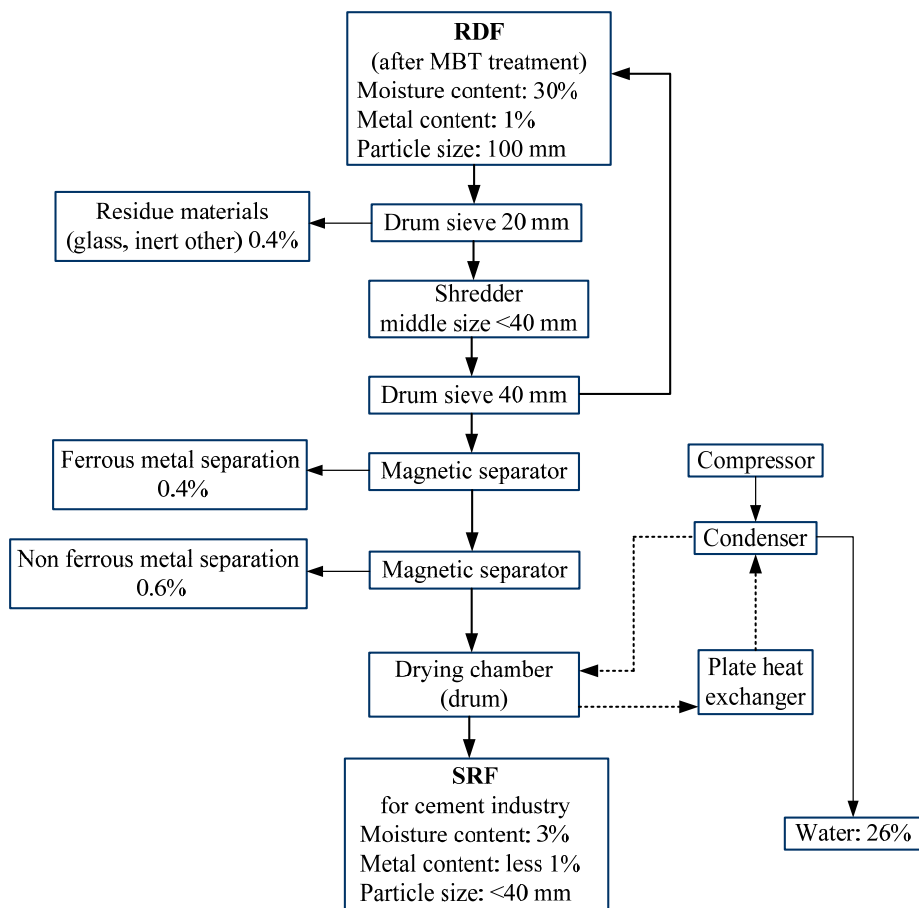 RDF
(after MBT treatment)
Moisture content: 30%
Metal content: 1%
Particle size: 100 mm
Residue materials
(glass, inert other) 0.4%
Drum sieve 20 mm
Shredder
middle size <40 mm
Drum sieve 40 mm
Ferrous metal separation
0.4%
Magnetic separator
Compressor
Condenser
Non ferrous metal separation
0.6%
Magnetic separator
Drying chamber
(drum)
Plate heat
exchanger
SRF
for cement industry
Moisture content: 3%
Metal content: less 1%
Particle size: <40 mm
Water: 26%